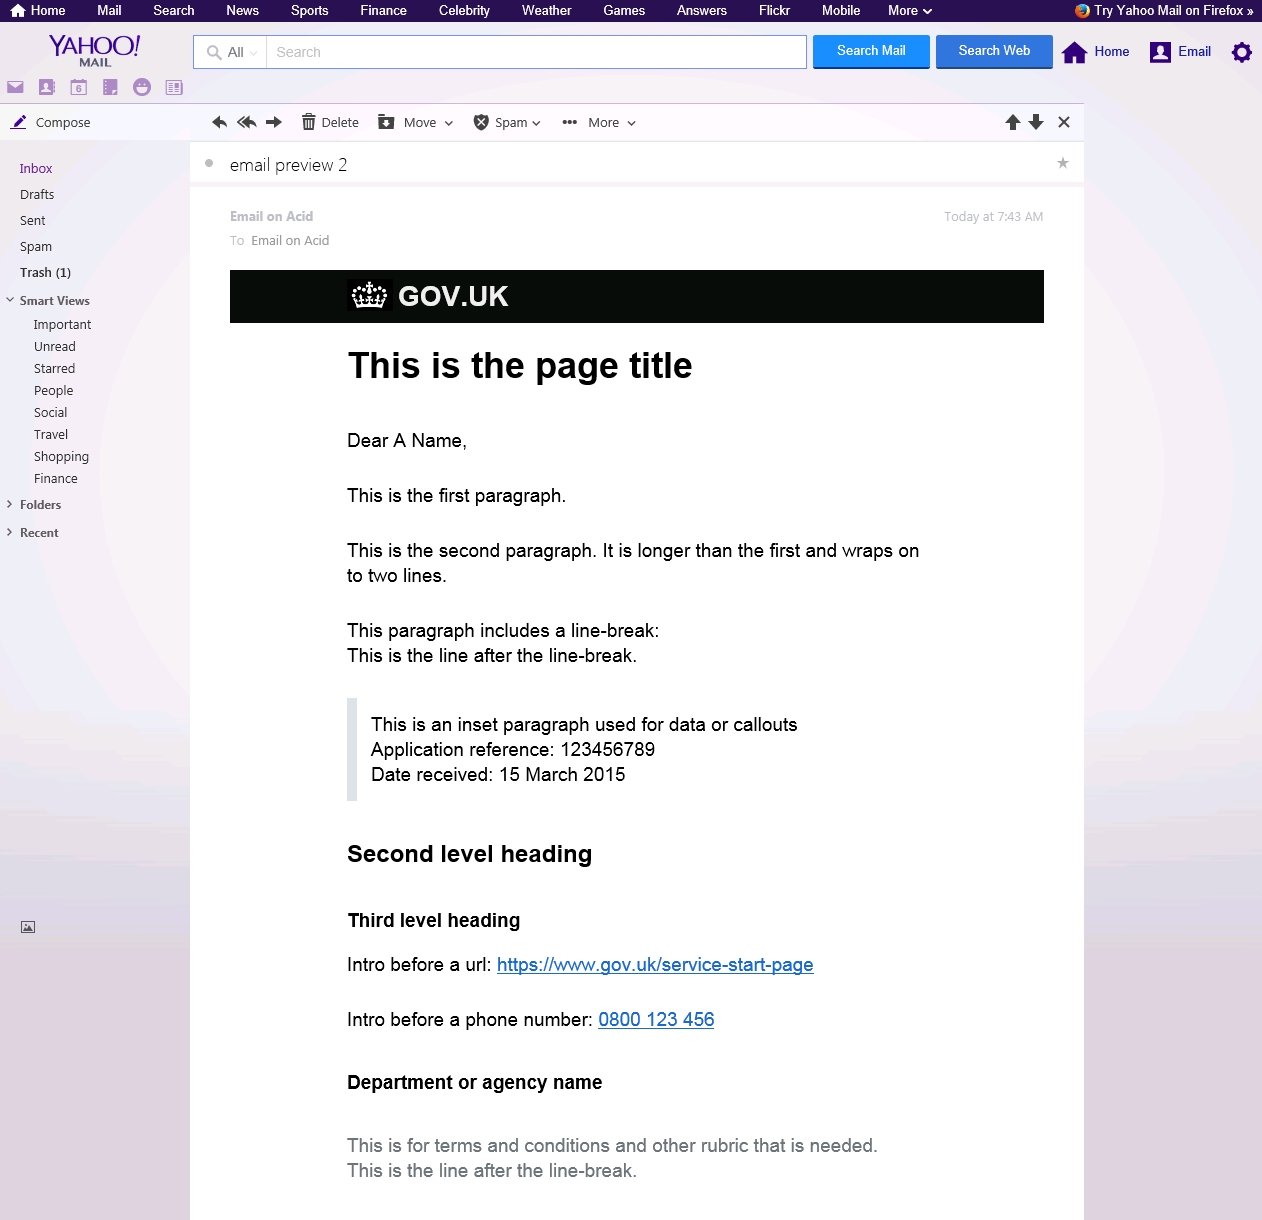 Home Mail Search News Sports Finance Celebrity Weather Games Answers Flickr Mobile More Try Yahoo Mail on Firefox »
YAHOO!
MAIL
All Search Search Mail Search Web Home Email
6
Compose Delete Move Spam More
Inbox
Drafts
Sent
Spam
Trash (1)
Smart Views
Important
Unread
Starred
People
Social
Travel
Shopping
Finance
Folders
Recent
email preview 2
Email on Acid Today at 7:43 AM
To Email on Acid
GOV.UK
This is the page title
Dear A Name,
This is the first paragraph.
This is the second paragraph. It is longer than the first and wraps on
to two lines.
This paragraph includes a line-break:
This is the line after the line-break.
This is an inset paragraph used for data or callouts
Application reference: 123456789
Date received: 15 March 2015
Second level heading
Third level heading
Intro before a url: https://www.gov.uk/service-start-page
Intro before a phone number: 0800 123 456
Department or agency name
This is for terms and conditions and other rubric that is needed.
This is the line after the line-break.